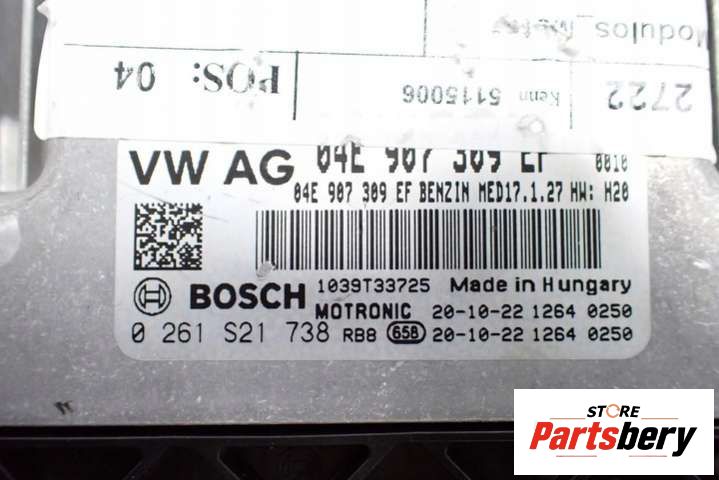 Modulos_
2722
Kenn 5115006
POS: 04
VW AG 04E 907 309 EF 0010
04E 907 309 EF BENZIN MED17.1.27 HW: H20
BOSCH 1039T33725 Made in Hungary
MOTRONIC 20-10-22 1264 0250
0 261 S21 738 RB8 658 20-10-22 1264 0250
STORE
Partsbery